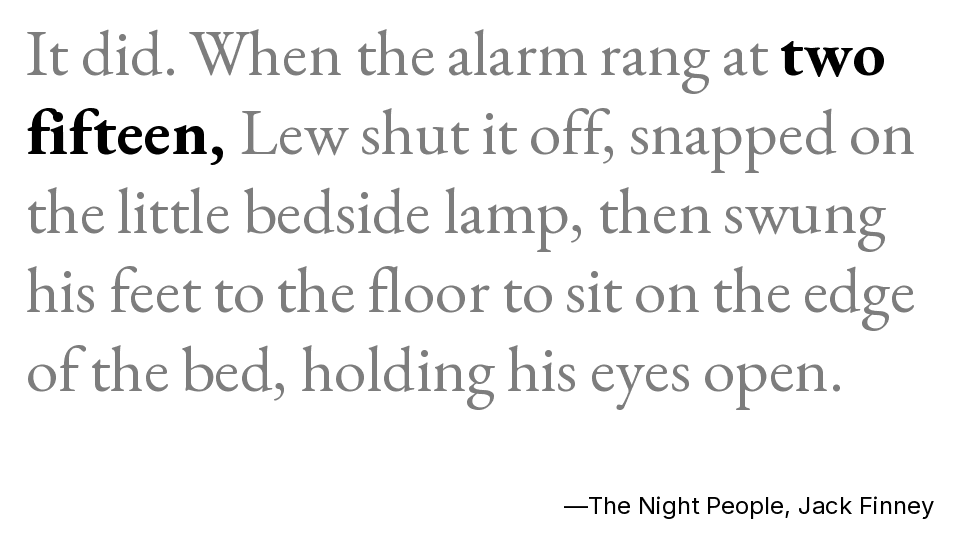 It did. When the alarm rang at two
fifteen, Lew shut it off, snapped on
the little bedside lamp, then swung
his feet to the floor to sit on the edge
of the bed, holding his eyes open.
—The Night People, Jack Finney